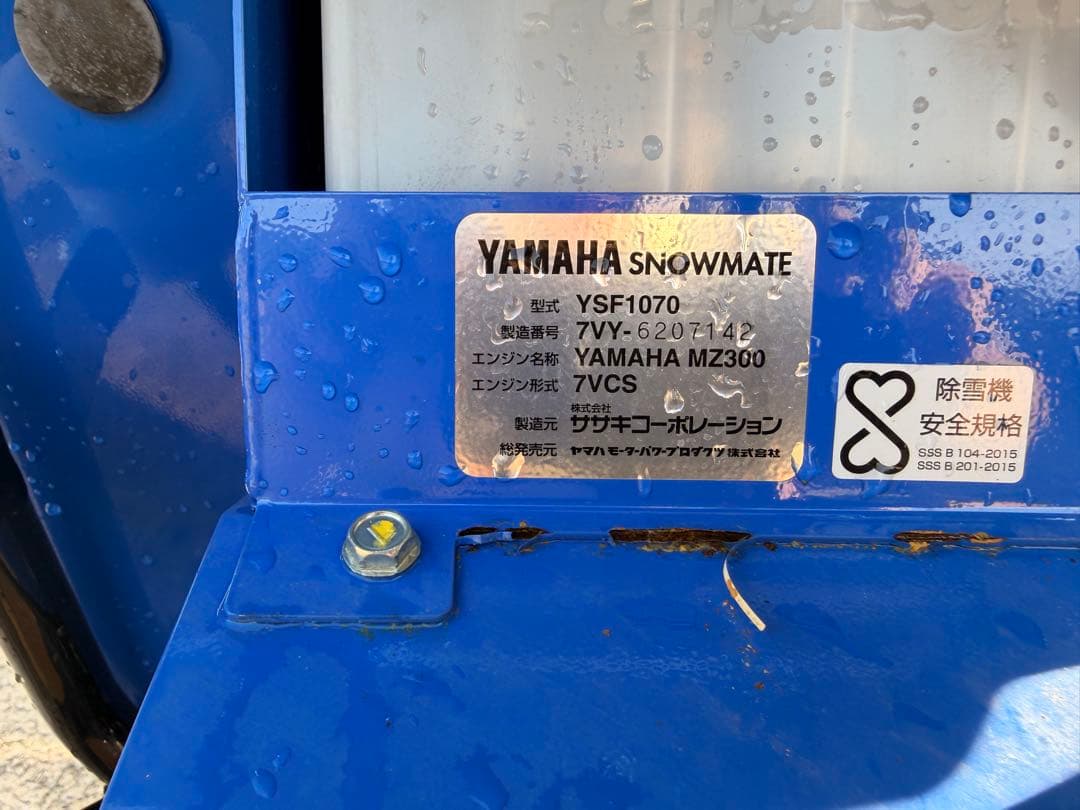 YAMAHA SNOWMATE
型式 YSF1070
製造番号 7VY-6207142
エンジン名称 YAMAHA MZ300
エンジン形式 7VCS
製造元 株式会社 ササキコーポレーション
総発売元 ヤマハ モーターパワープロダクツ 株式会社
除雪機
安全規格
SSS B 104-2015
SSS B 201-2015